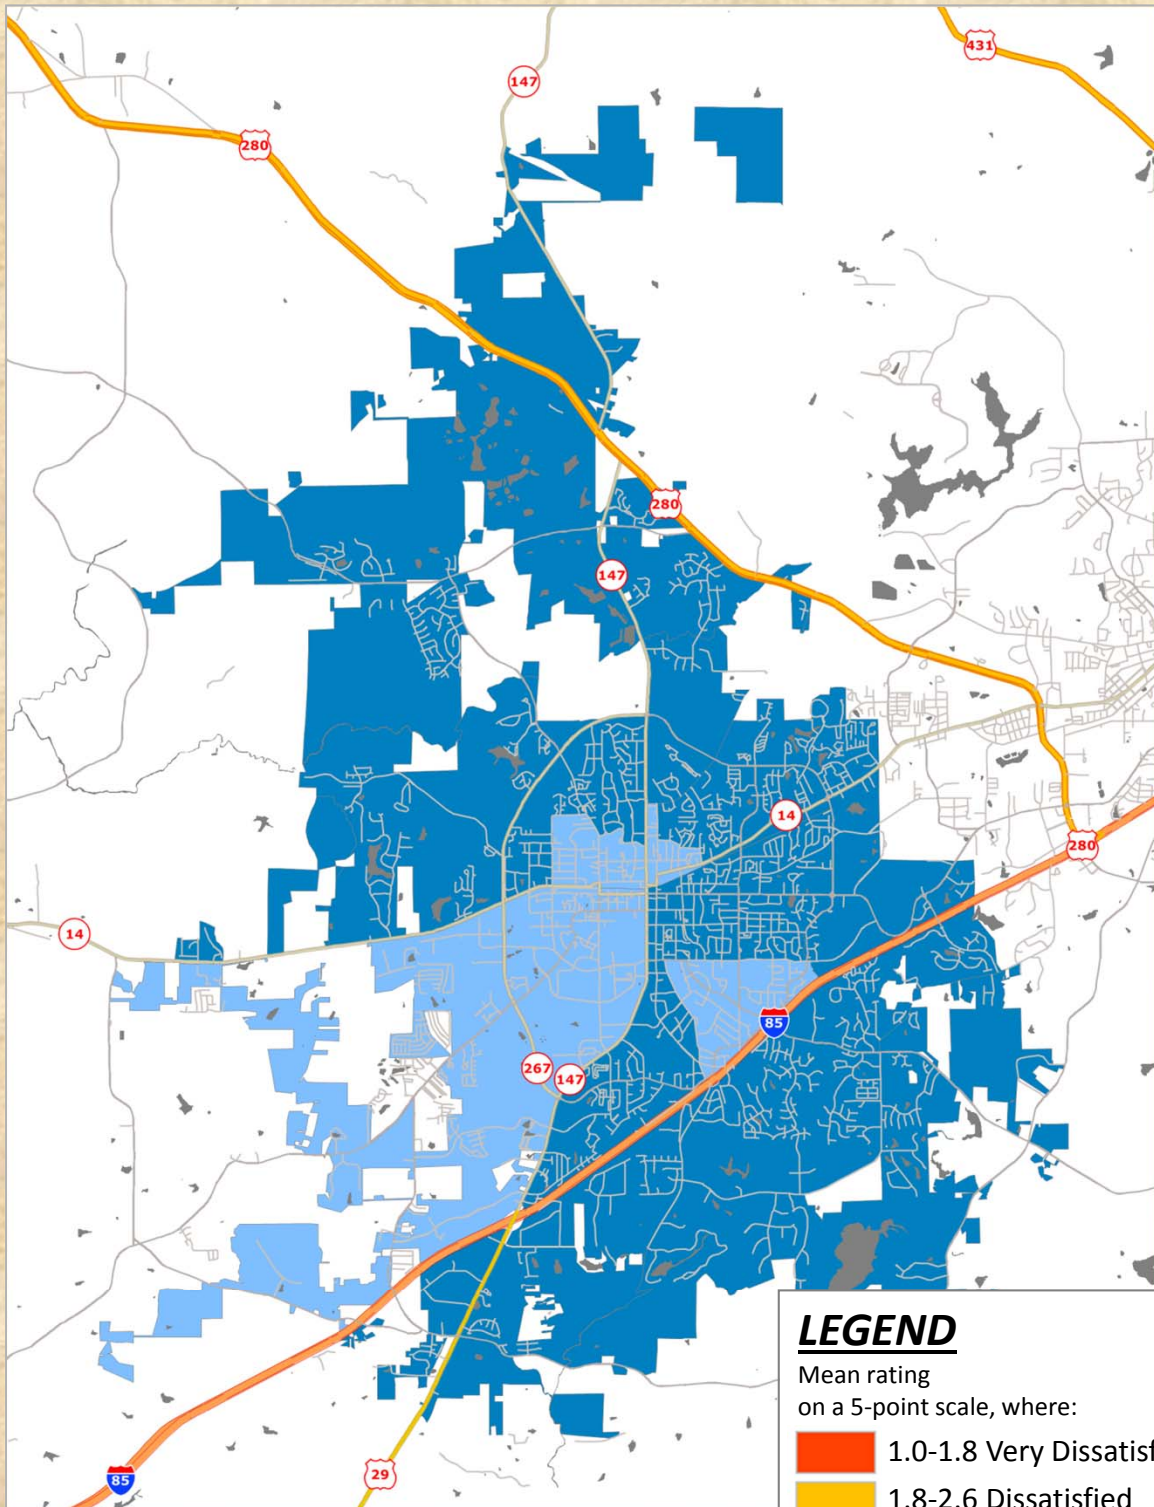 431
147
280
280
147
14
280
14
85
267
147
29
85
LEGEND
Mean rating
on a 5-point scale, where:
1.0-1.8 Very Dissatisf
1.8-2.6 Dissatisfied